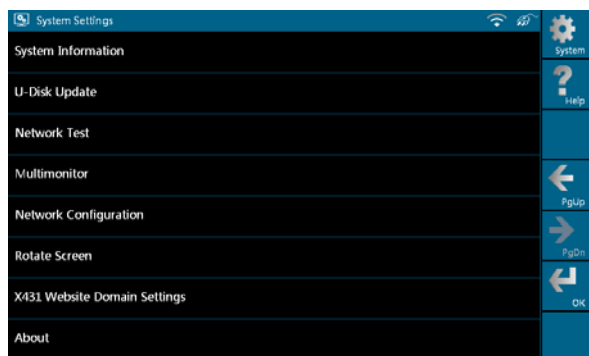 System Settings
System
System Information
U-Disk Update
Help
Network Test
Multimonitor
PgUp
Network Configuration
Rotate Screen
PgDn
X431 Website Domain Settings
OK
About